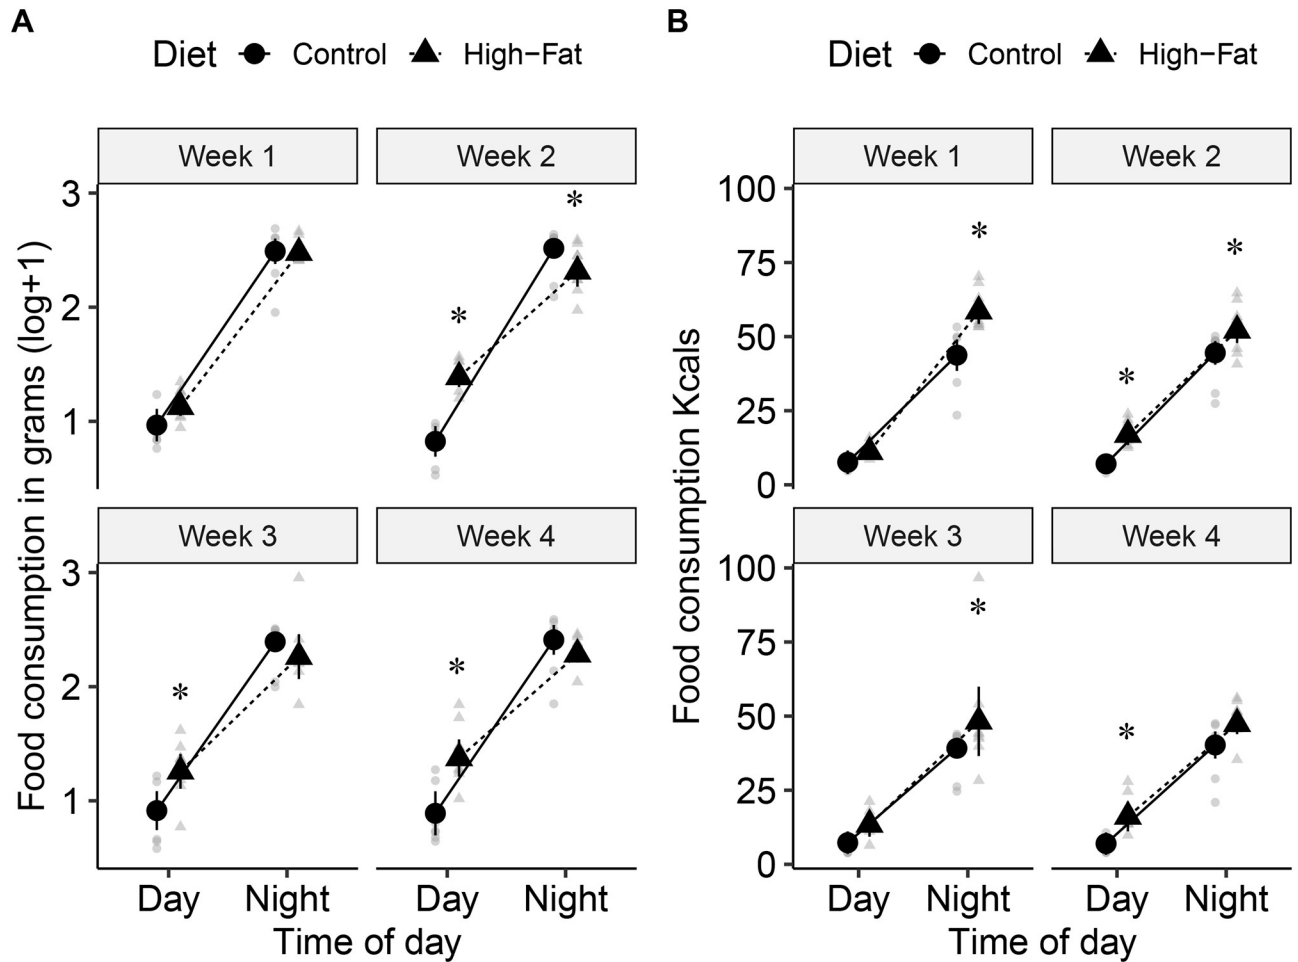 A
Diet Control High−Fat
Week 1 Week 2
3
2
1
* *
Week 3 Week 4
3
2
1
* *
Day Night Day Night
Time of day
Food consumption in grams (log+1)
B
Diet Control High−Fat
Week 1 Week 2
100
75
50
25
0
* * *
Week 3 Week 4
100
75
50
25
0
* *
Day Night Day Night
Time of day
Food consumption Kcals